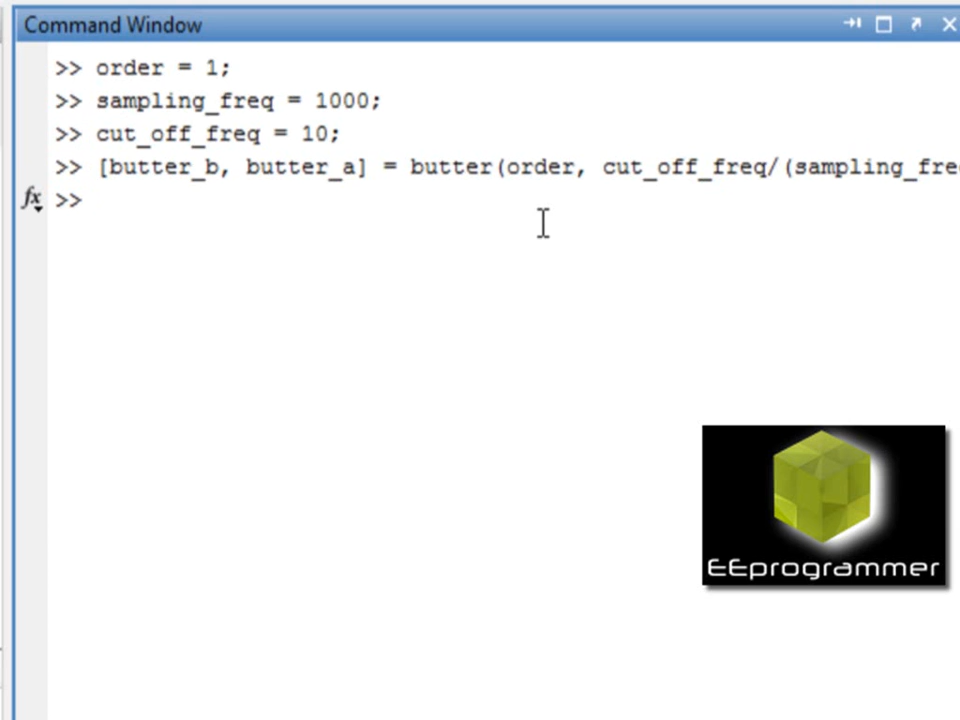 Command Window
>> order = 1;
>> sampling_freq = 1000;
>> cut_off_freq = 10;
>> [butter_b, butter_a] = butter(order, cut_off_freq/(sampling_fre
fx >>
EEprogrammer